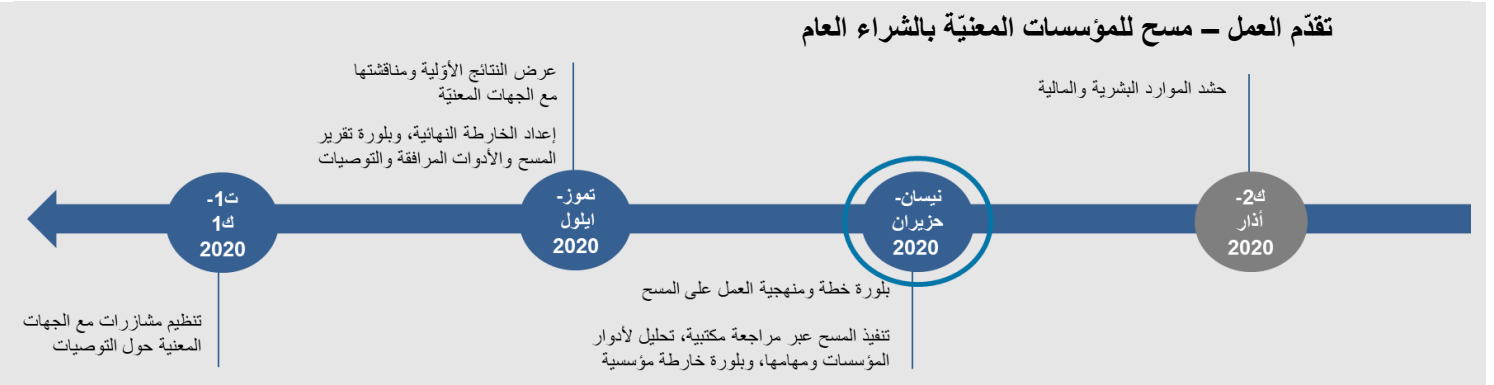 تقدّم العمل – مسح للمؤسسات المعنيّة بالشراء العام
حشد الموارد البشرية والمالية
ك2-
أذار
2020
نيسان-
حزيران
2020
بلورة خطة ومنهجية العمل على المسح
تنفيذ المسح عبر مراجعة مكتبية، تحليل لأدوار
المؤسسات ومهامها، وبلورة خارطة مؤسسية
عرض النتائج الأوّلية ومناقشتها
مع الجهات المعنيّة
إعداد الخارطة النهائية، وبلورة تقرير
المسح والأدوات المرافقة والتوصيات
تموز-
ايلول
2020
ت1-
ك1
2020
تنظيم مشازرات مع الجهات
المعنية حول التوصيات